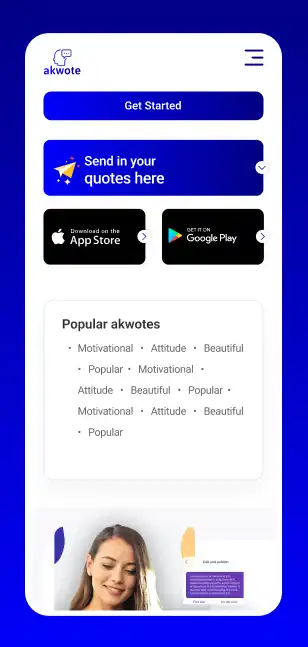 akwote
Get Started
Send in your
quotes here
Download on the
App Store
GET IT ON
Google Play
Popular akwotes
• Motivational • Attitude • Beautiful
• Popular • Motivational •
Attitude • Beautiful • Popular •
Motivational • Attitude • Beautiful
• Popular
Edit and publish